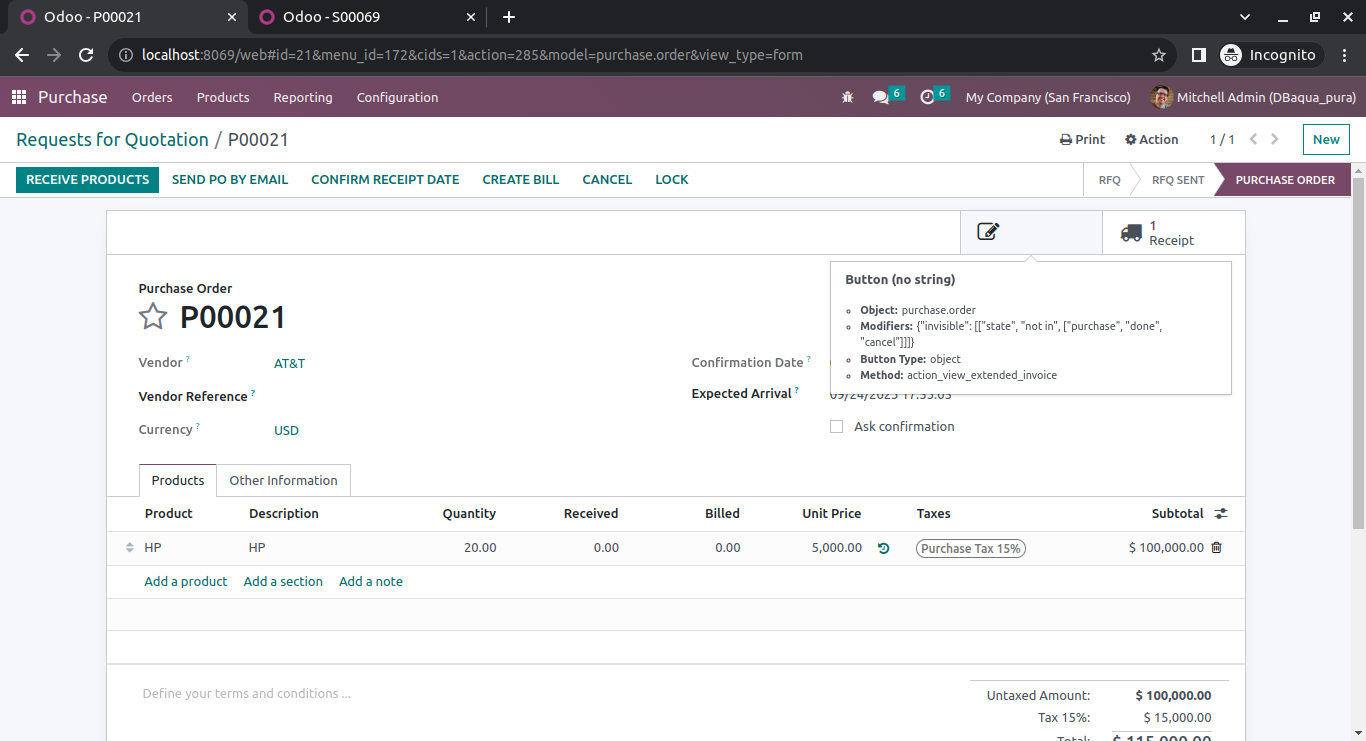 Odoo - P00021
Odoo - S00069
localhost:8069/web#id=21&menu_id=172&cids=1&action=285&model=purchase.order&view_type=form
Incognito
Purchase Orders Products Reporting Configuration
6 6 My Company (San Francisco) Mitchell Admin (DBaqua_pura)
Requests for Quotation / P00021
Print Action 1 / 1 New
RECEIVE PRODUCTS SEND PO BY EMAIL CONFIRM RECEIPT DATE CREATE BILL CANCEL LOCK
RFQ RFQ SENT PURCHASE ORDER
1
Receipt
Button (no string)
Object: purchase.order
Modifiers: {"invisible": [["state", "not in", ["purchase", "done",
"cancel"]]]}
Button Type: object
Method: action_view_extended_invoice
Purchase Order
P00021
Vendor ? AT&T
Vendor Reference ?
Currency ? USD
Confirmation Date ?
Expected Arrival ?
Ask confirmation
Products Other Information
Product Description Quantity Received Billed Unit Price Taxes Subtotal
HP HP 20.00 0.00 0.00 5,000.00 Purchase Tax 15% $ 100,000.00
Add a product Add a section Add a note
Define your terms and conditions ...
Untaxed Amount: $ 100,000.00
Tax 15%: $ 15,000.00
Total: $ 115,000.00